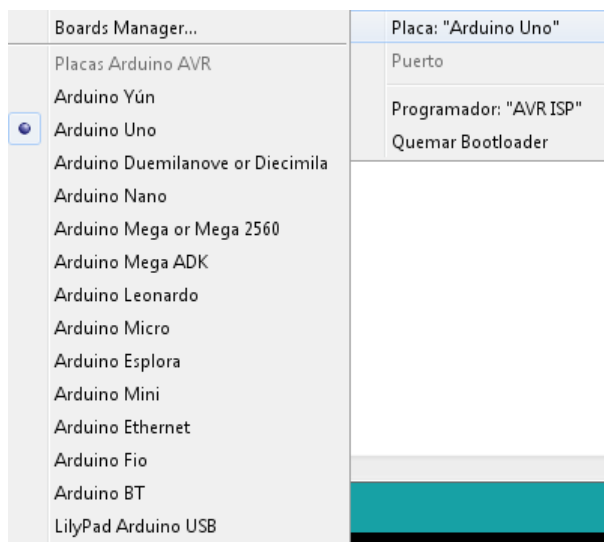 Boards Manager...
Placas Arduino AVR
Arduino Yún
Arduino Uno
Arduino Duemilanove or Diecimila
Arduino Nano
Arduino Mega or Mega 2560
Arduino Mega ADK
Arduino Leonardo
Arduino Micro
Arduino Esplora
Arduino Mini
Arduino Ethernet
Arduino Fio
Arduino BT
LilyPad Arduino USB
Placa: "Arduino Uno"
Puerto
Programador: "AVR ISP"
Quemar Bootloader